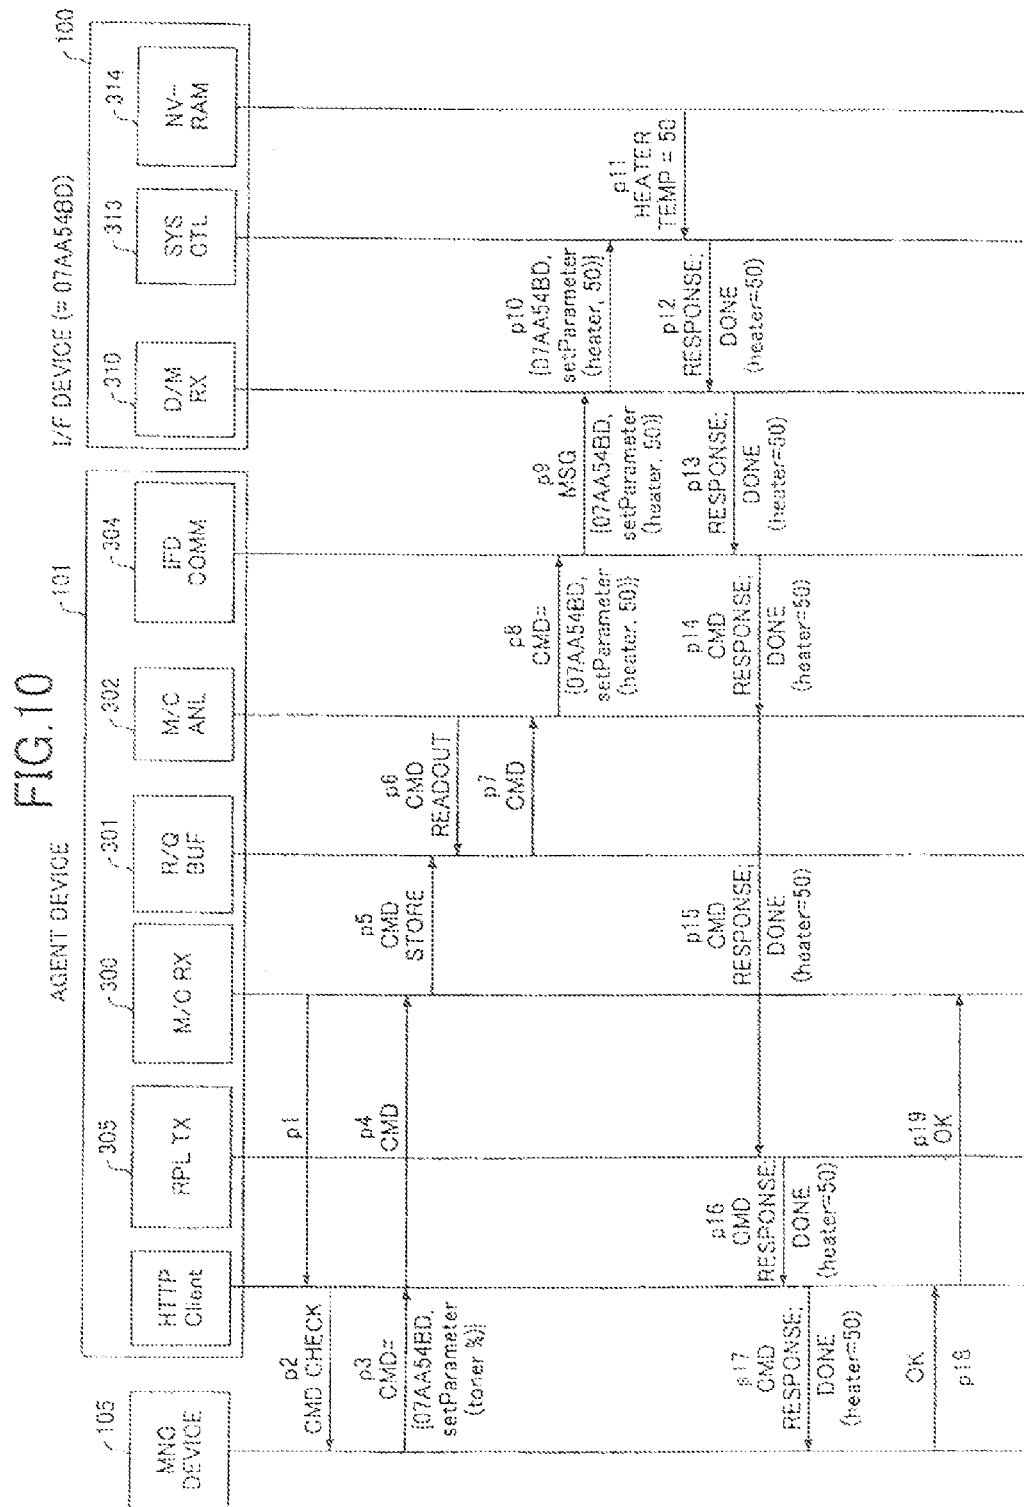 FIG.10
AGENT DEVICE
101
I/F DEVICE (= 07AA54BD)
100
105
MNG
DEVICE
HTTP
Client
305
RPL TX
300
M/C RX
301
R/Q
BUF
302
M/C
ANL
304
IFD
COMM
310
D/M
RX
313
SYS
CTL
314
NV-
RAM
p1
p2
CMD CHECK
p3
CMD=
[07AA54BD,
setParameter
(toner %)]
p4
CMD
p5
CMD
STORE
p6
CMD
READOUT
p7
CMD
p8
CMD=
[07AA54BD,
setParameter
(heater, 50)]
p9
MSG
[07AA54BD,
setParameter
(heater, 50)]
p10
[07AA54BD,
setParameter
(heater, 50)]
p11
HEATER
TEMP = 50
p12
RESPONSE;
DONE
(heater=50)
p13
RESPONSE;
DONE
(heater=50)
p14
CMD
RESPONSE;
DONE
(heater=50)
p15
CMD
RESPONSE;
DONE
(heater=50)
p16
CMD
RESPONSE;
DONE
(heater=50)
p17
CMD
RESPONSE;
DONE
(heater=50)
OK
p18
p19
OK